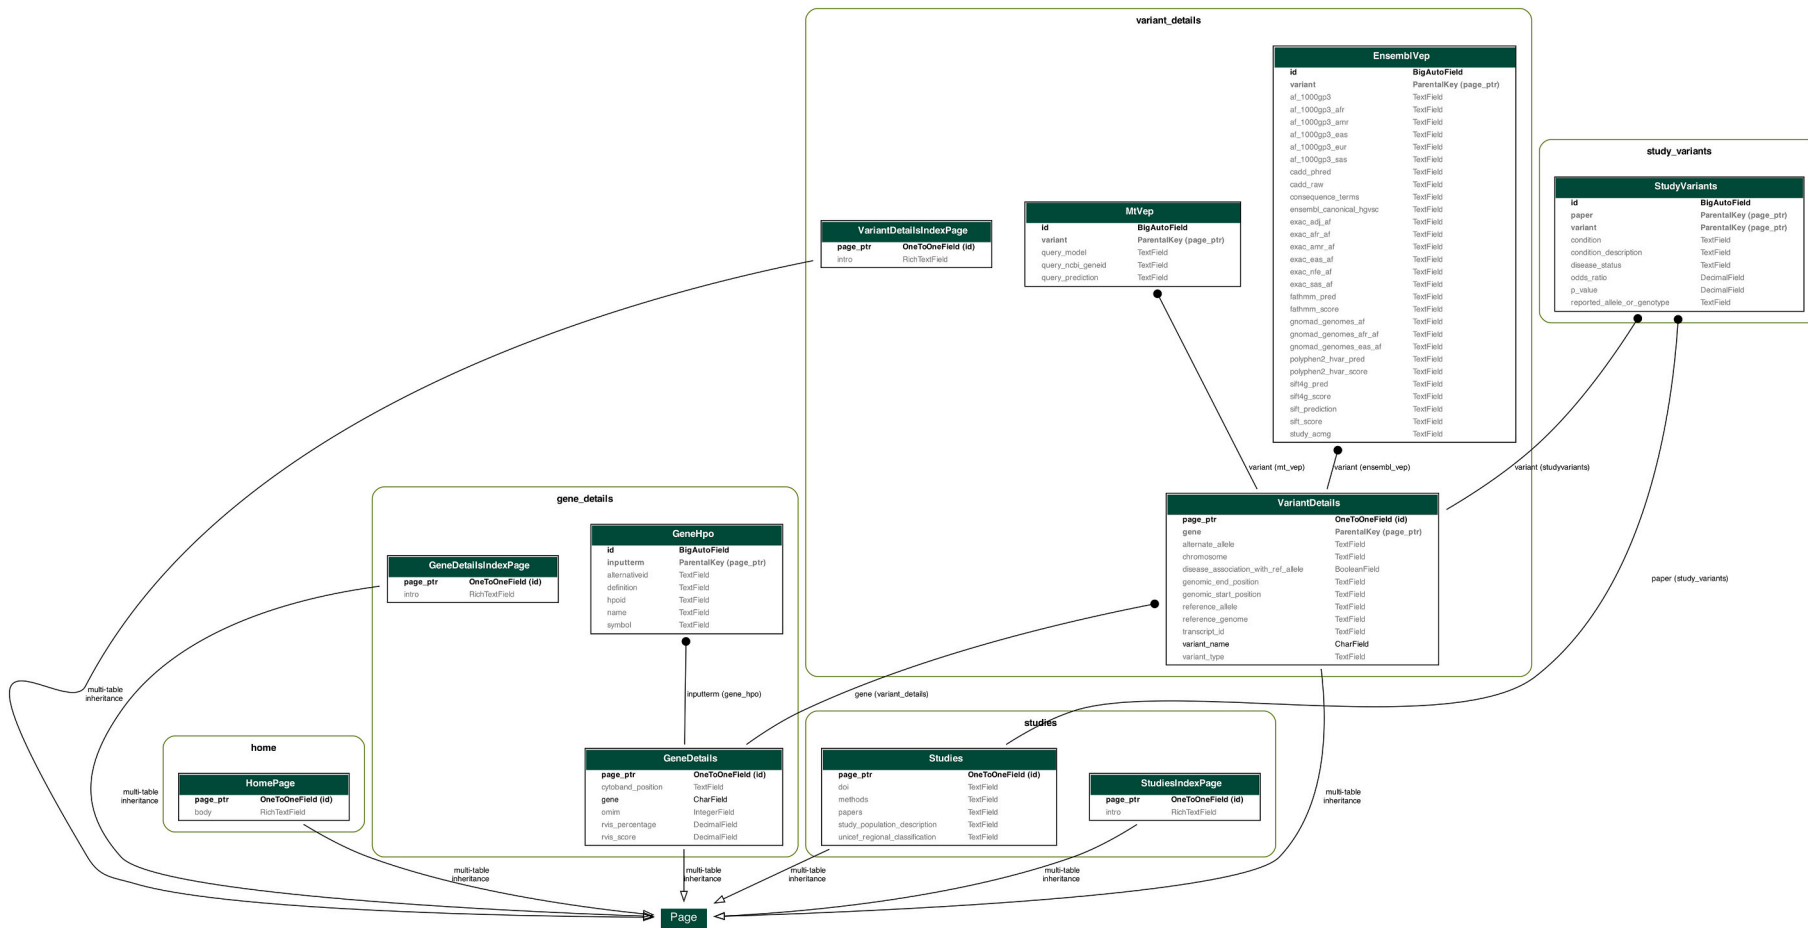 variant_details
EnsemblVep
id BigAutoField
variant ParentalKey (page_ptr)
af_1000gp3 TextField
af_1000gp3_afr TextField
af_1000gp3_amr TextField
af_1000gp3_eas TextField
af_1000gp3_eur TextField
af_1000gp3_sas TextField
cadd_phred TextField
cadd_raw TextField
consequence_terms TextField
ensembl_canonical_hgvsc TextField
exac_adj_af TextField
exac_afr_af TextField
exac_amr_af TextField
exac_eas_af TextField
exac_nfe_af TextField
exac_sas_af TextField
fathmm_pred TextField
fathmm_score TextField
gnomad_genomes_af TextField
gnomad_genomes_afr_af TextField
gnomad_genomes_eas_af TextField
polyphen2_hvar_pred TextField
polyphen2_hvar_score TextField
sift4g_pred TextField
sift4g_score TextField
sift_prediction TextField
sift_score TextField
study_acmg TextField
study_variants
StudyVariants
id BigAutoField
paper ParentalKey (page_ptr)
variant ParentalKey (page_ptr)
condition TextField
condition_description TextField
disease_status TextField
odds_ratio DecimalField
p_value DecimalField
reported_allele_or_genotype TextField
MtVep
id BigAutoField
variant ParentalKey (page_ptr)
query_model TextField
query_ncbi_geneid TextField
query_prediction TextField
VariantDetailsIndexPage
page_ptr OneToOneField (id)
intro RichTextField
variant (mt_vep)
variant (ensembl_vep)
variant (studyvariants)
VariantDetails
page_ptr OneToOneField (id)
gene ParentalKey (page_ptr)
alternate_allele TextField
chromosome TextField
disease_association_with_ref_allele BooleanField
genomic_end_position TextField
genomic_start_position TextField
reference_allele TextField
reference_genome TextField
transcript_id TextField
variant_name CharField
variant_type TextField
paper (study_variants)
gene_details
GeneHpo
id BigAutoField
inputterm ParentalKey (page_ptr)
alternativeid TextField
definition TextField
hpoid TextField
name TextField
symbol TextField
GeneDetailsIndexPage
page_ptr OneToOneField (id)
intro RichTextField
multi-table
inheritance
inputterm (gene_hpo)
gene (variant_details)
studies
home
HomePage
page_ptr OneToOneField (id)
body RichTextField
multi-table
inheritance
GeneDetails
page_ptr OneToOneField (id)
cytoband_position TextField
gene CharField
omim IntegerField
rvis_percentage DecimalField
rvis_score DecimalField
Studies
page_ptr OneToOneField (id)
doi TextField
methods TextField
papers TextField
study_population_description TextField
unicef_regional_classification TextField
StudiesIndexPage
page_ptr OneToOneField (id)
intro RichTextField
multi-table
inheritance
multi-table
inheritance
multi-table
inheritance
multi-table
inheritance
multi-table
inheritance
Page